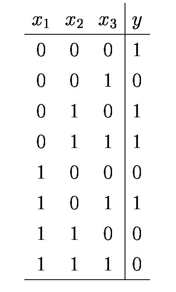 x₁ x₂ x₃ y
0 0 0 1
0 0 1 0
0 1 0 1
0 1 1 1
1 0 0 0
1 0 1 1
1 1 0 0
1 1 1 0